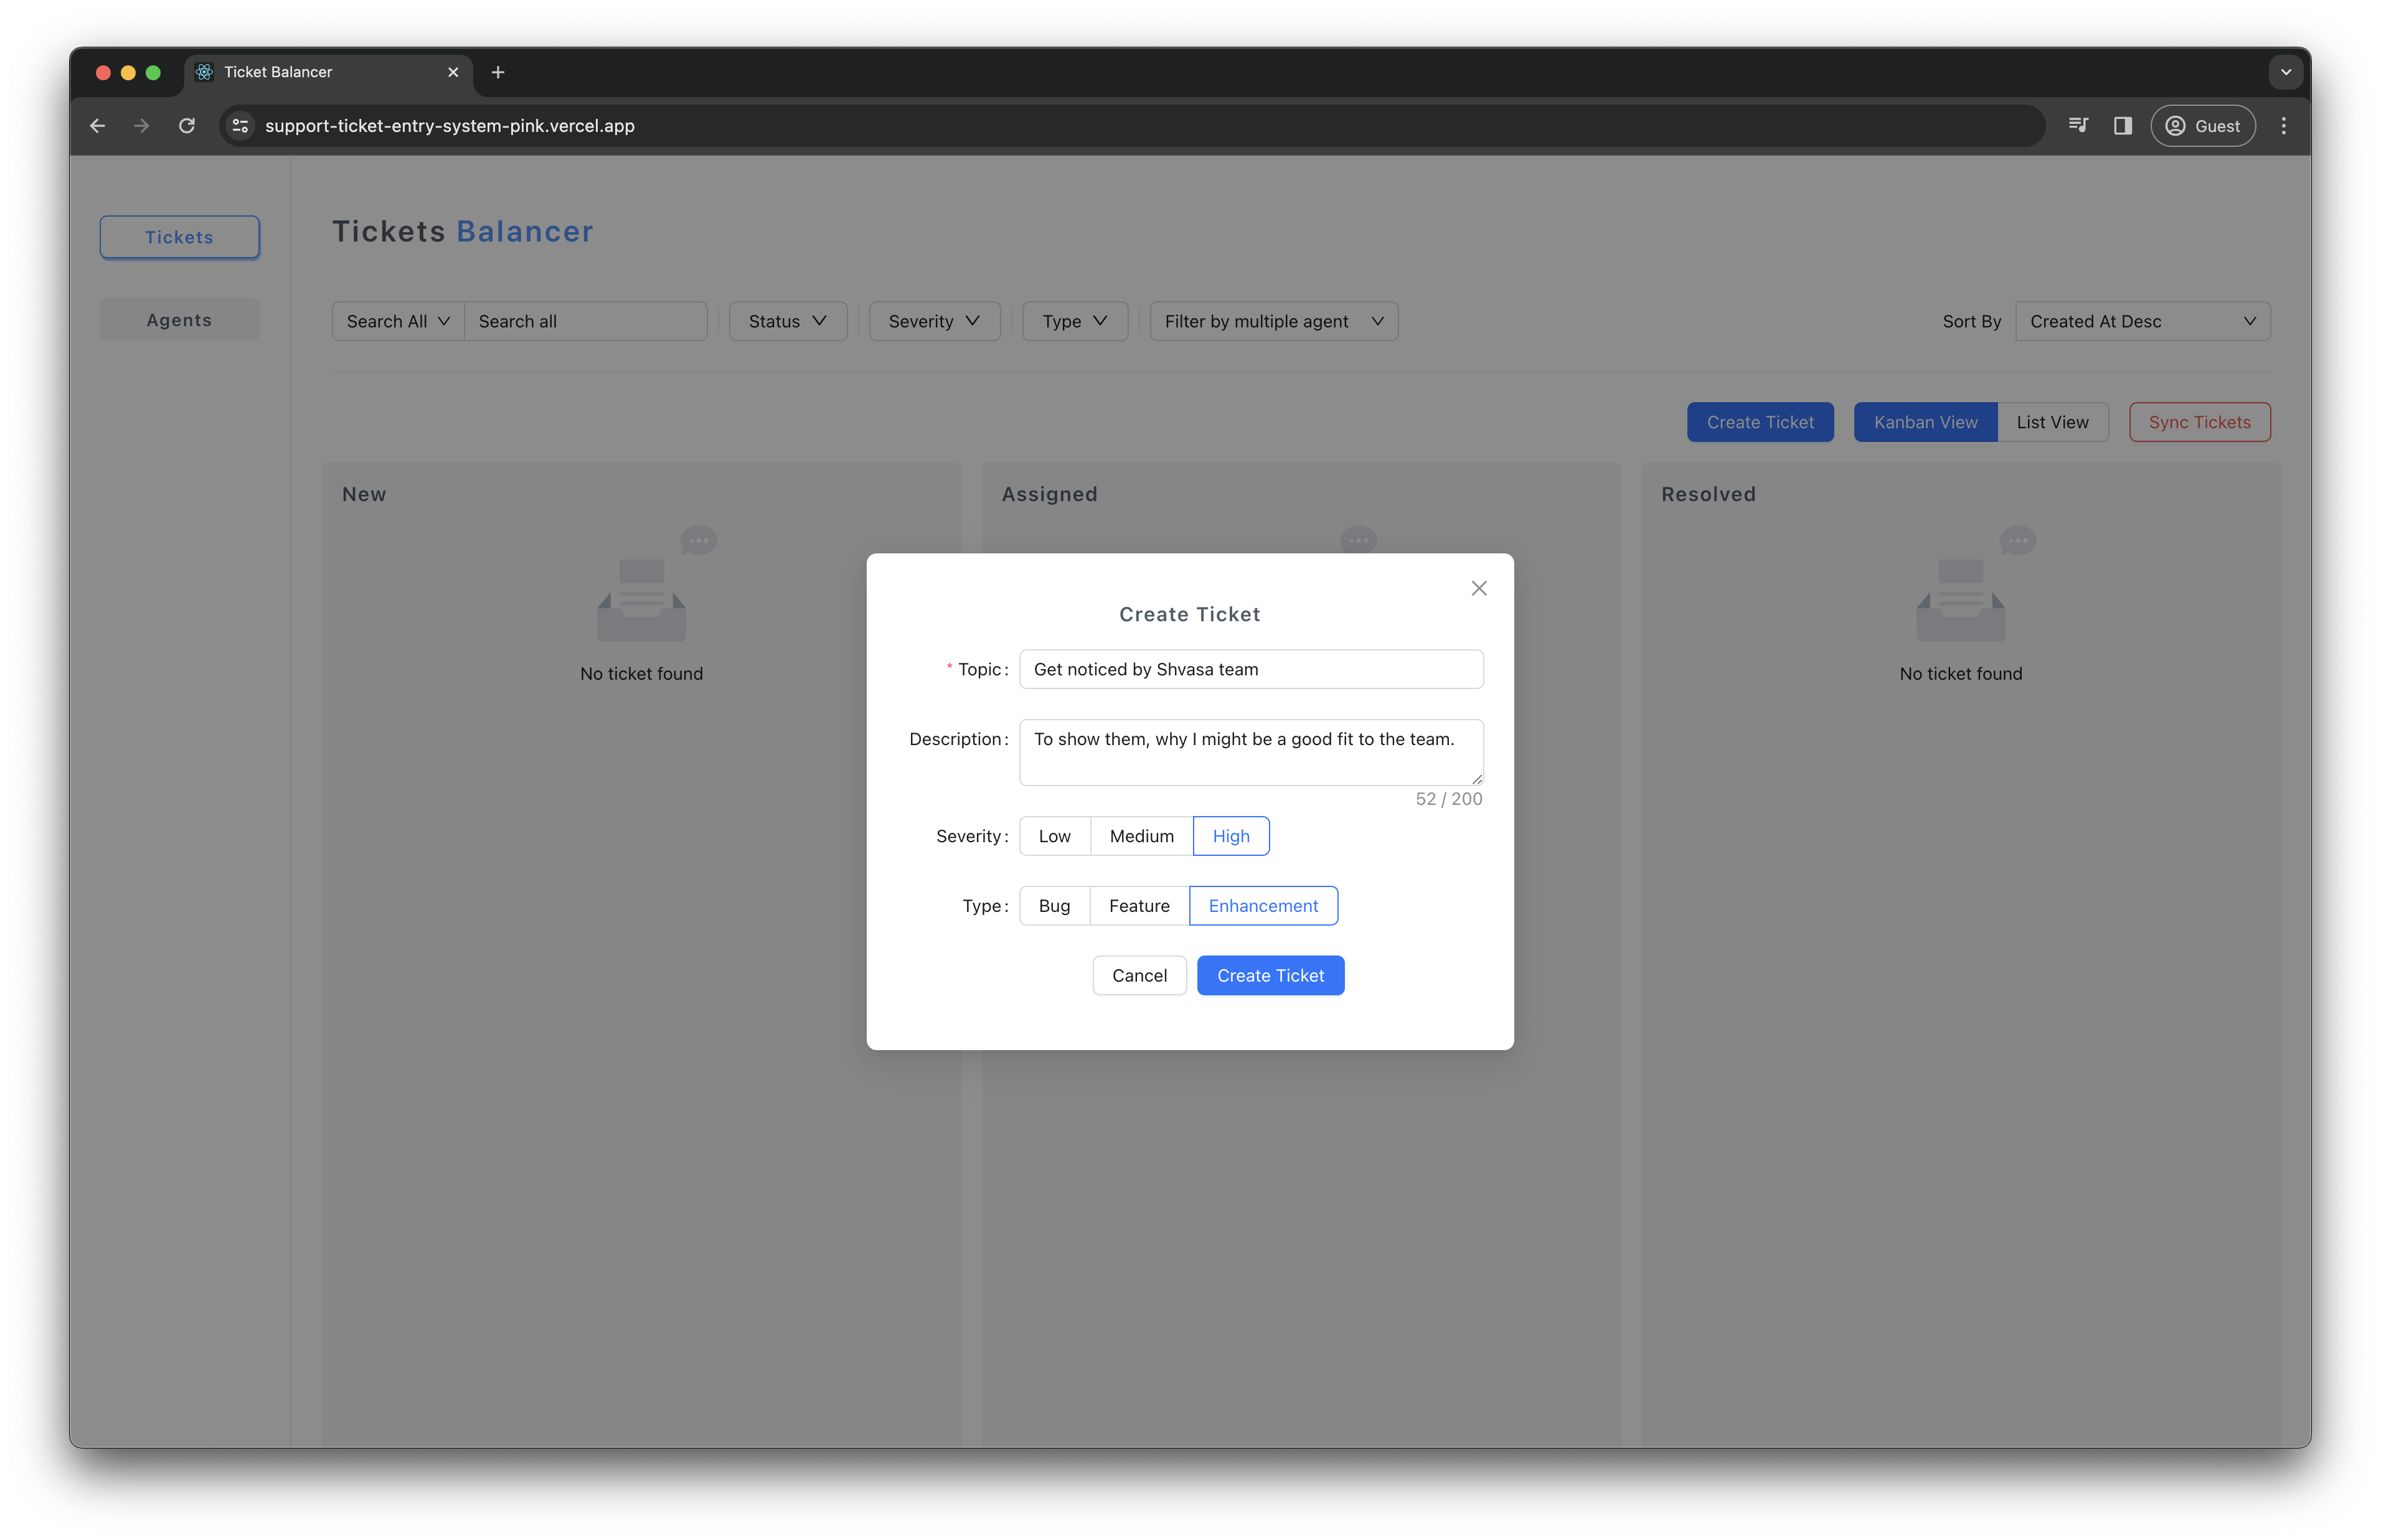 Ticket Balancer
support-ticket-entry-system-pink.vercel.app
Guest
Tickets
Agents
Tickets Balancer
Search All
Search all
Status
Severity
Type
Filter by multiple agent
Sort By
Created At Desc
Create Ticket
Kanban View
List View
Sync Tickets
New
Assigned
Resolved
No ticket found
No ticket found
Create Ticket
* Topic: Get noticed by Shvasa team
Description: To show them, why I might be a good fit to the team.
52 / 200
Severity: Low Medium High
Type: Bug Feature Enhancement
Cancel Create Ticket